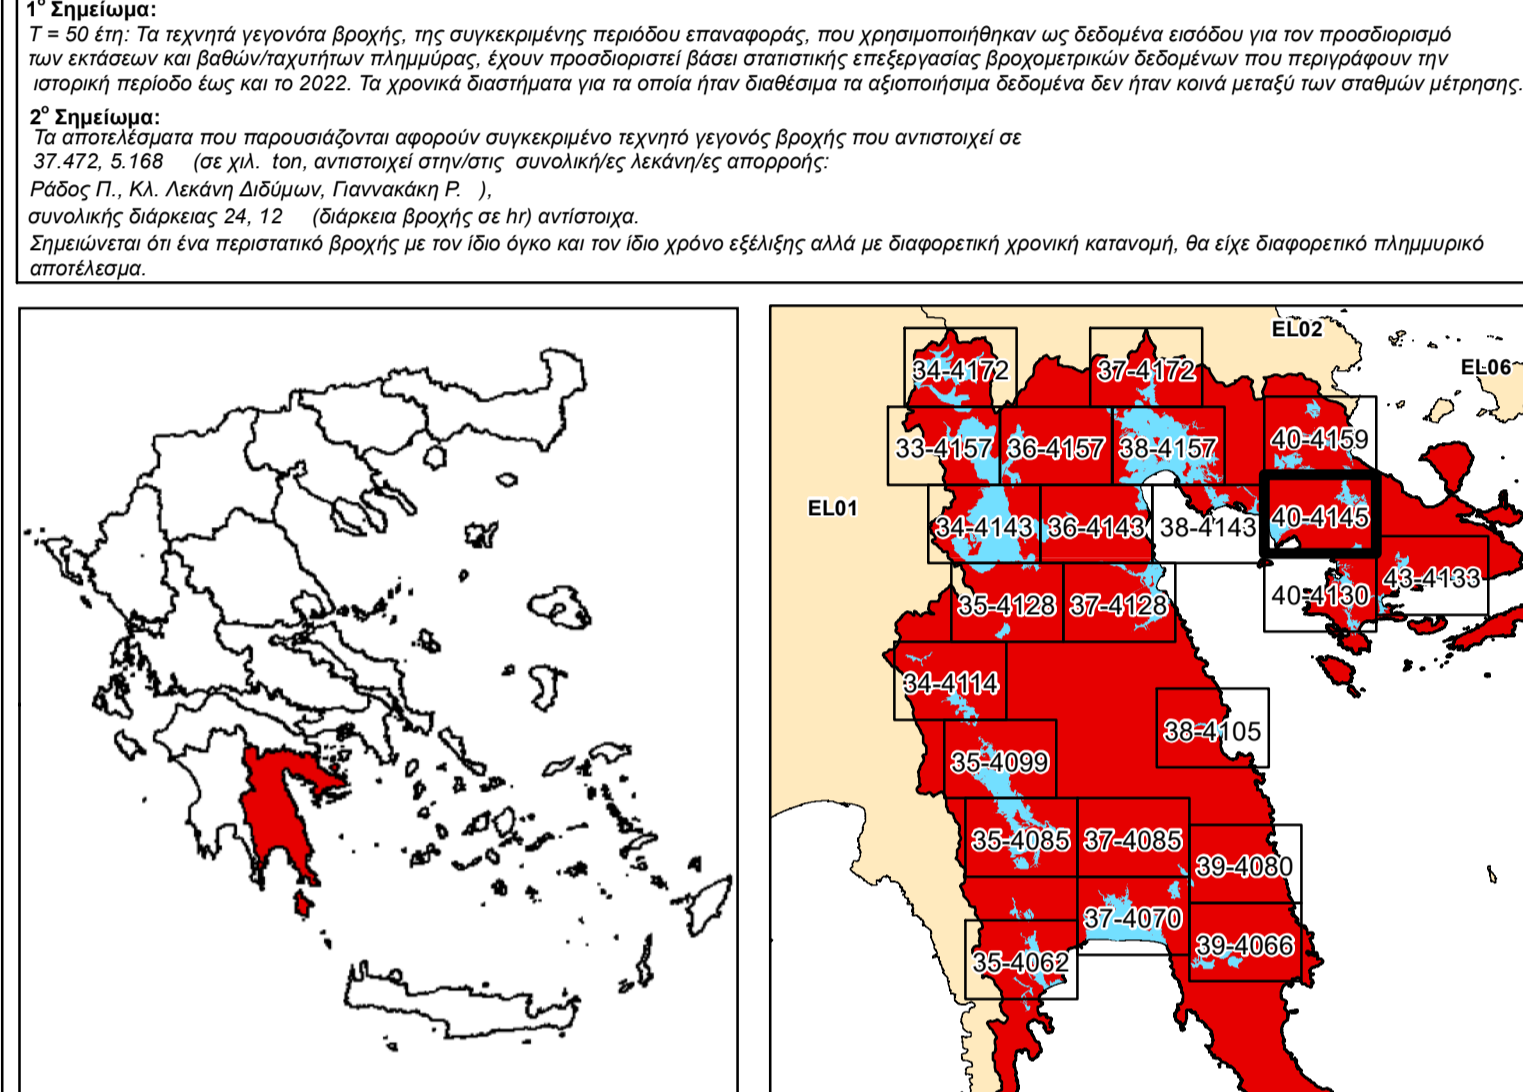 1ο Σημείωμα:
T = 50 έτη: Τα τεχνητά γεγονότα βροχής, της συγκεκριμένης περιόδου επαναφοράς, που χρησιμοποιήθηκαν ως δεδομένα εισόδου για τον προσδιορισμό
των εκτάσεων και βαθών/ταχυτήτων πλημμύρας, έχουν προσδιοριστεί βάσει στατιστικής επεξεργασίας βροχομετρικών δεδομένων που περιγράφουν την
ιστορική περίοδο έως και το 2022. Τα χρονικά διαστήματα για τα οποία ήταν διαθέσιμα τα αξιοποιήσιμα δεδομένα δεν ήταν κοινά μεταξύ των σταθμών μέτρησης.
2ο Σημείωμα:
Τα αποτελέσματα που παρουσιάζονται αφορούν συγκεκριμένο τεχνητό γεγονός βροχής που αντιστοιχεί σε
37.472, 5.168 (σε χιλ. ton, αντιστοιχεί στην/στις συνολική/ες λεκάνη/ες απορροής:
Ράδος Π., Κλ. Λεκάνη Διδύμων, Γιαννακάκη Ρ. ),
συνολικής διάρκειας 24, 12 (διάρκεια βροχής σε hr) αντίστοιχα.
Σημειώνεται ότι ένα περιστατικό βροχής με τον ίδιο όγκο και τον ίδιο χρόνο εξέλιξης αλλά με διαφορετική χρονική κατανομή, θα είχε διαφορετικό πλημμυρικό
αποτέλεσμα.
EL02
EL06
34-4172
37-4172
33-4157
36-4157
38-4157
40-4159
EL01
34-4143
36-4143
38-4143
40-4145
35-4128
37-4128
40-4130
43-4133
34-4114
38-4105
35-4099
35-4085
37-4085
39-4080
37-4070
39-4066
35-4062